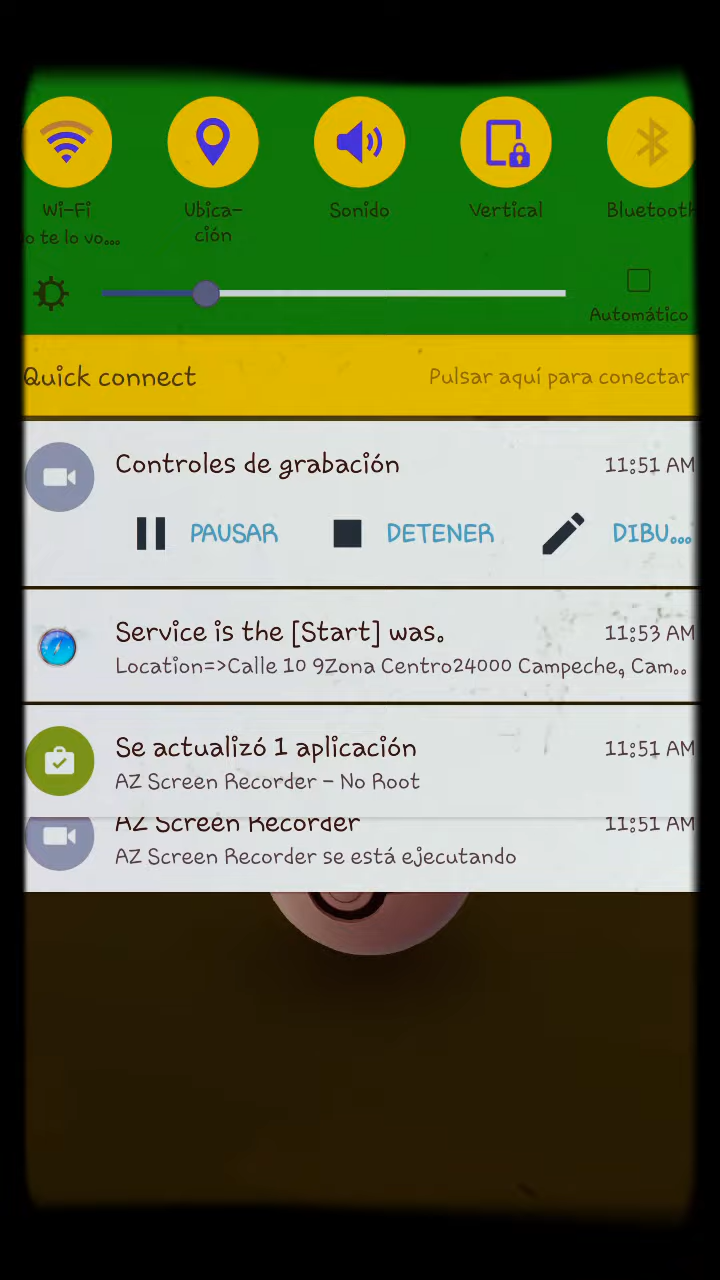 Wi-Fi
Ubica-
ción
Sonido
Vertical
Bluetooth
o te lo vo...
Automático
Quick connect
Pulsar aquí para conectar
Controles de grabación
11:51 AM
PAUSAR
DETENER
DIBU...
Service is the [Start] was.
11:53 AM
Location=>Calle 10 9Zona Centro24000 Campeche, Cam..
Se actualizó 1 aplicación
11:51 AM
AZ Screen Recorder - No Root
AZ Screen Recorder
11:51 AM
AZ Screen Recorder se está ejecutando